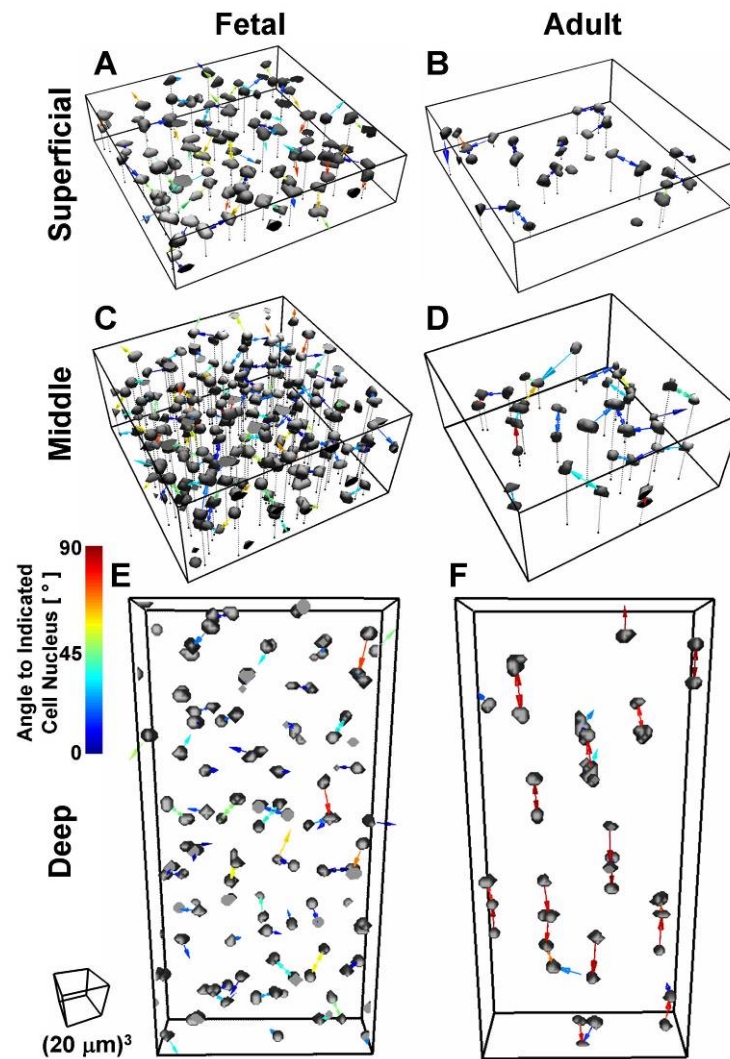 Fetal Adult
A B
Superficial
C D
Middle
90
45
0
Angle to Indicated
Cell Nucleus [ ° ]
E F
Deep
(20 µm)³